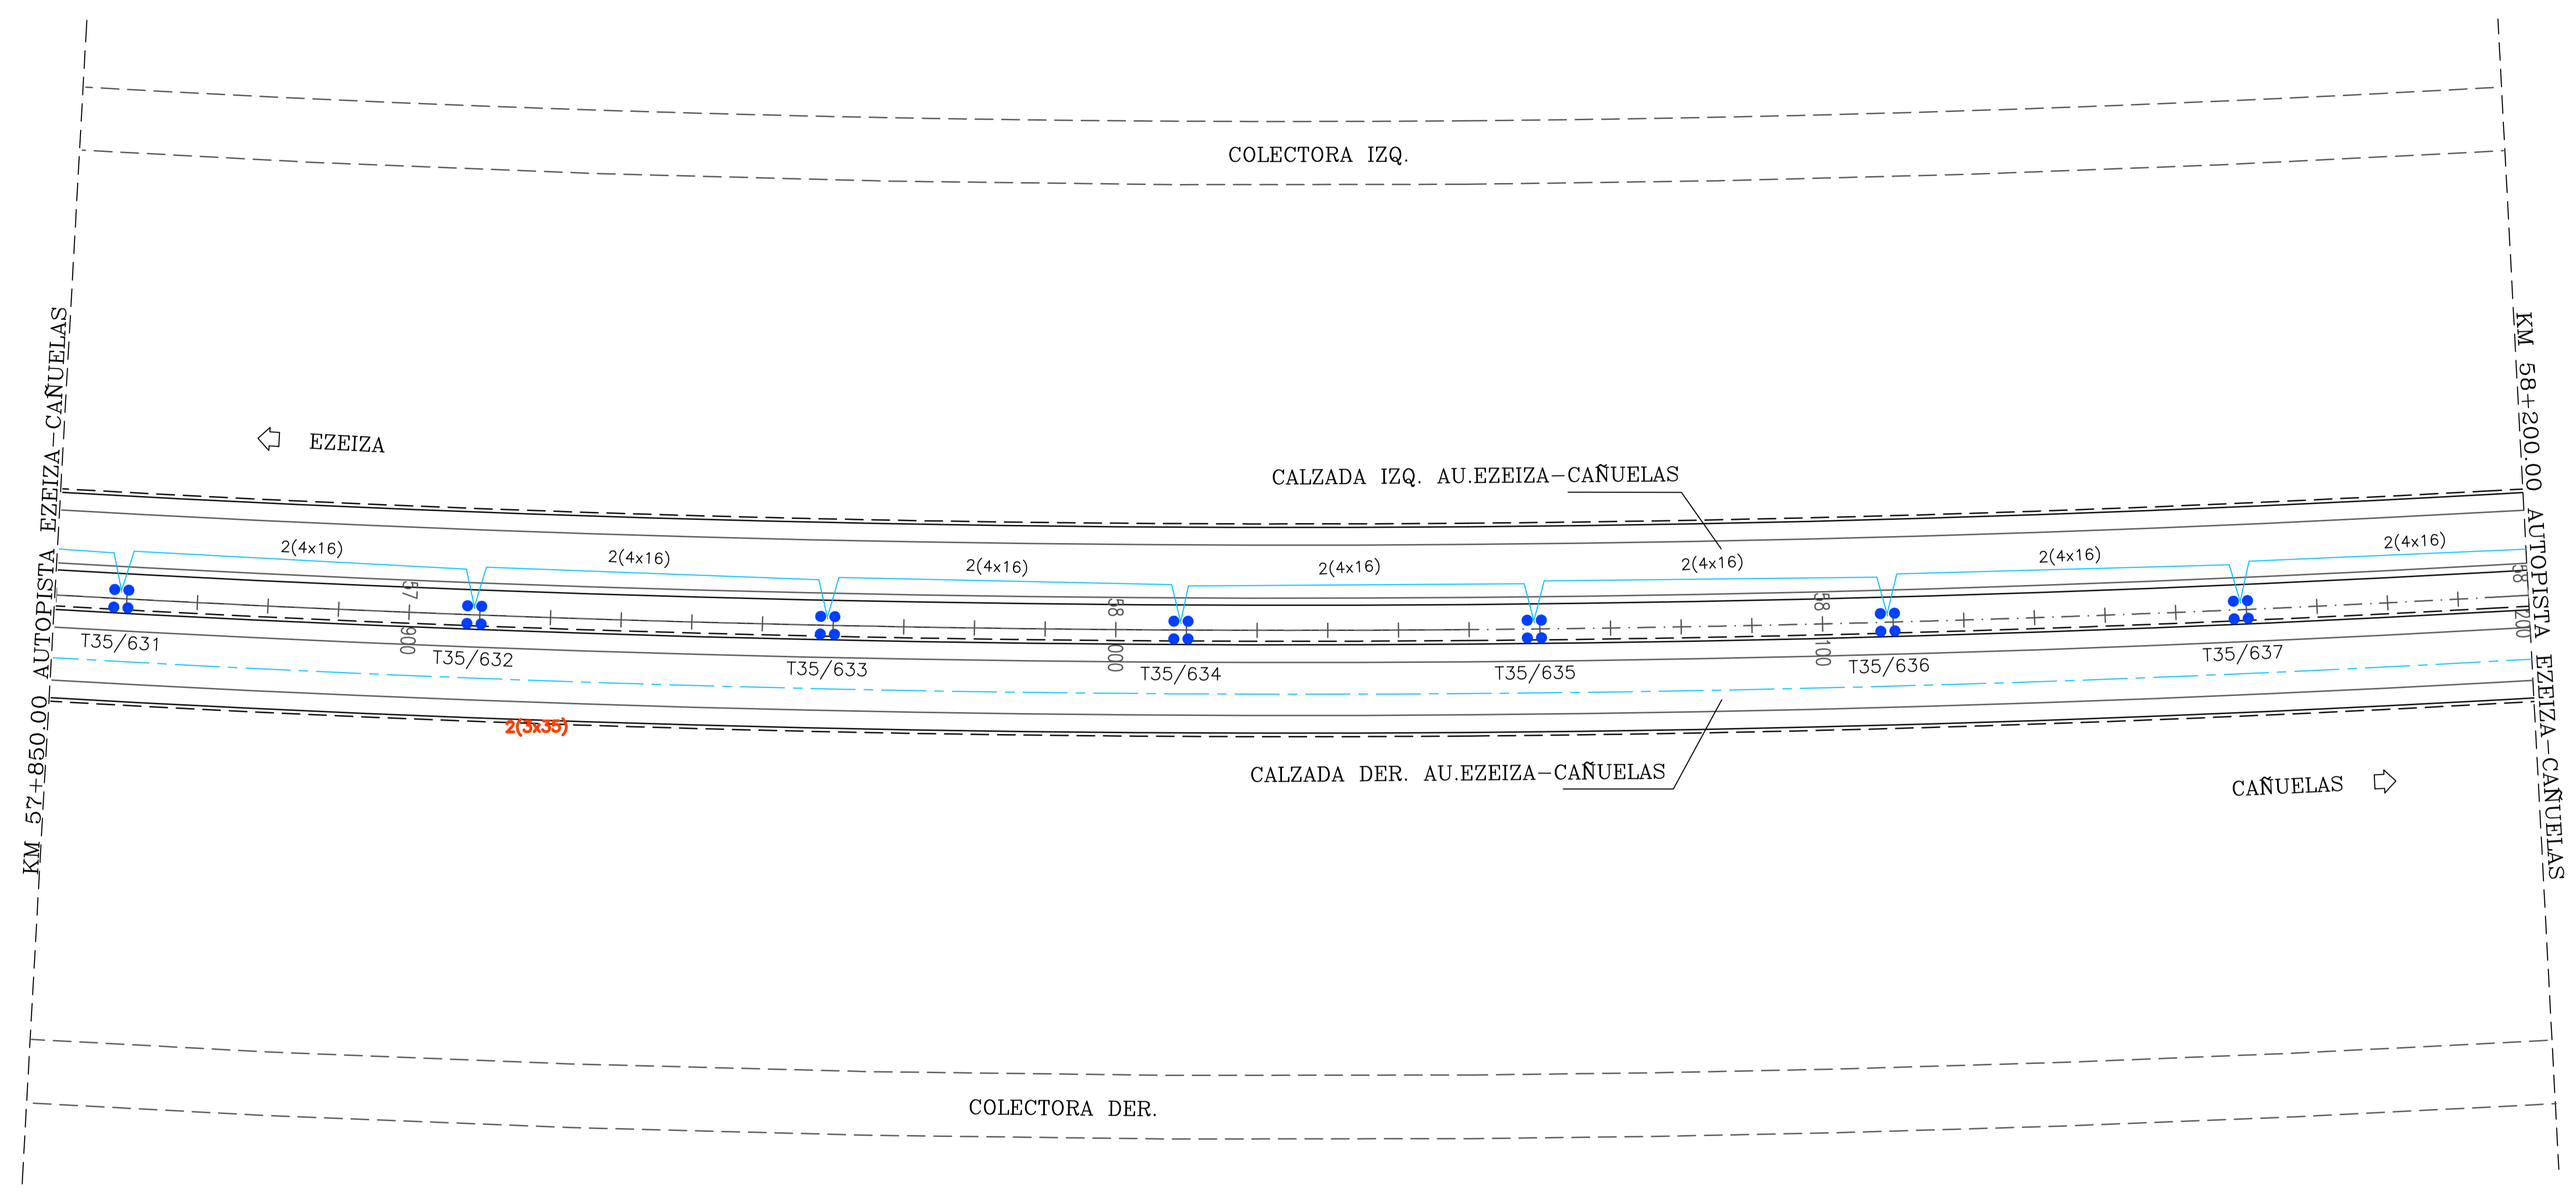 COLECTORA IZQ.
KM 57+850.00 AUTOPISTA EZEIZA-CAÑUELAS
KM 58+200.00 AUTOPISTA EZEIZA-CAÑUELAS
EZEIZA
CALZADA IZQ. AU.EZEIZA-CAÑUELAS
2(4x16)
2(4x16)
2(4x16)
2(4x16)
2(4x16)
2(4x16)
2(4x16)
57 900
58 000
58 100
58 200
T35/631
T35/632
T35/633
T35/634
T35/635
T35/636
T35/637
2(3x35)
CALZADA DER. AU.EZEIZA-CAÑUELAS
CAÑUELAS
COLECTORA DER.